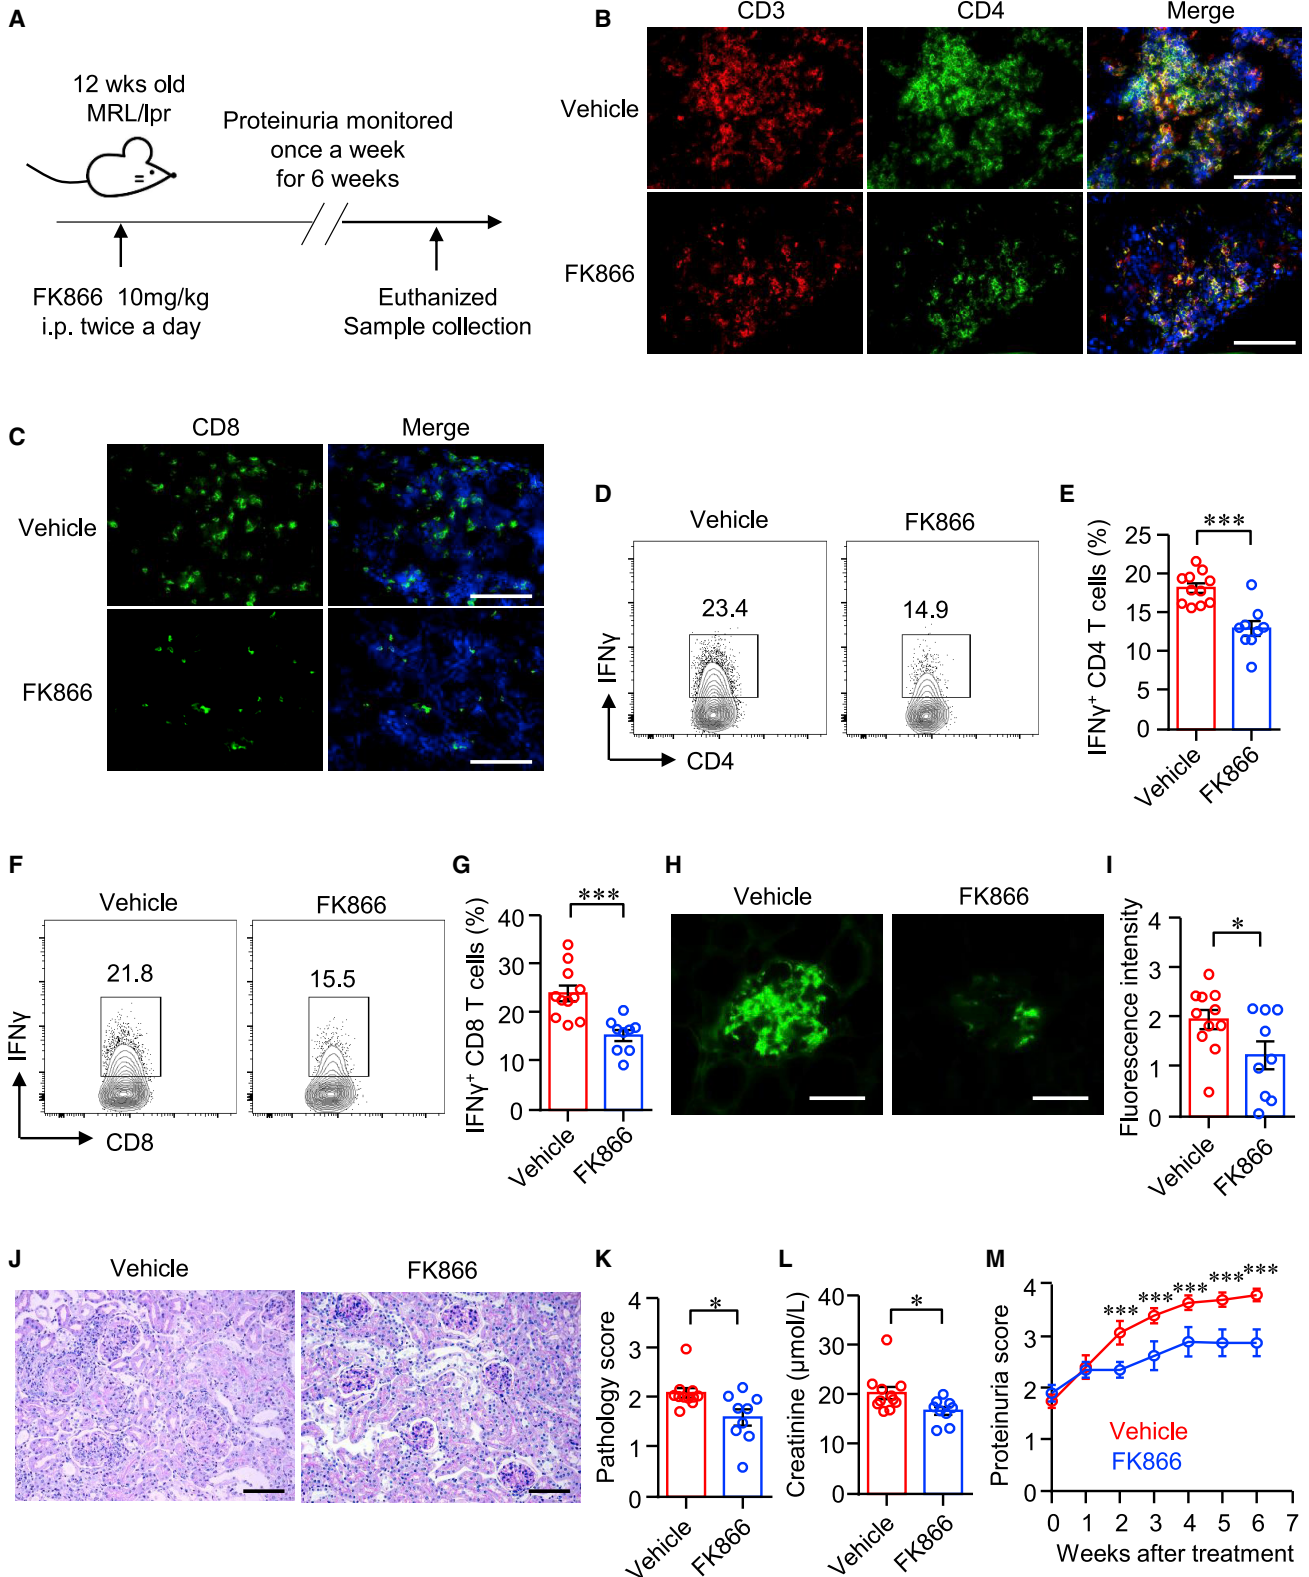 A
12 wks old
MRL/lpr
Proteinuria monitored
once a week
for 6 weeks
FK866 10mg/kg
i.p. twice a day
Euthanized
Sample collection
B
CD3
CD4
Merge
Vehicle
FK866
C
CD8
Merge
Vehicle
FK866
D
Vehicle
FK866
23.4
14.9
IFNγ
CD4
E
***
IFNγ⁺ CD4 T cells (%)
25
20
15
10
5
0
Vehicle
FK866
F
Vehicle
FK866
21.8
15.5
IFNγ
CD8
G
***
IFNγ⁺ CD8 T cells (%)
40
30
20
10
0
Vehicle
FK866
H
Vehicle
FK866
I
*
Fluorescence intensity
4
3
2
1
0
Vehicle
FK866
J
Vehicle
FK866
K
*
Pathology score
4
3
2
1
0
Vehicle
FK866
L
*
Creatinine (μmol/L)
40
30
20
10
0
Vehicle
FK866
M
*** *** *** *** ***
Proteinuria score
4
3
2
1
0
Vehicle
FK866
0 1 2 3 4 5 6 7
Weeks after treatment